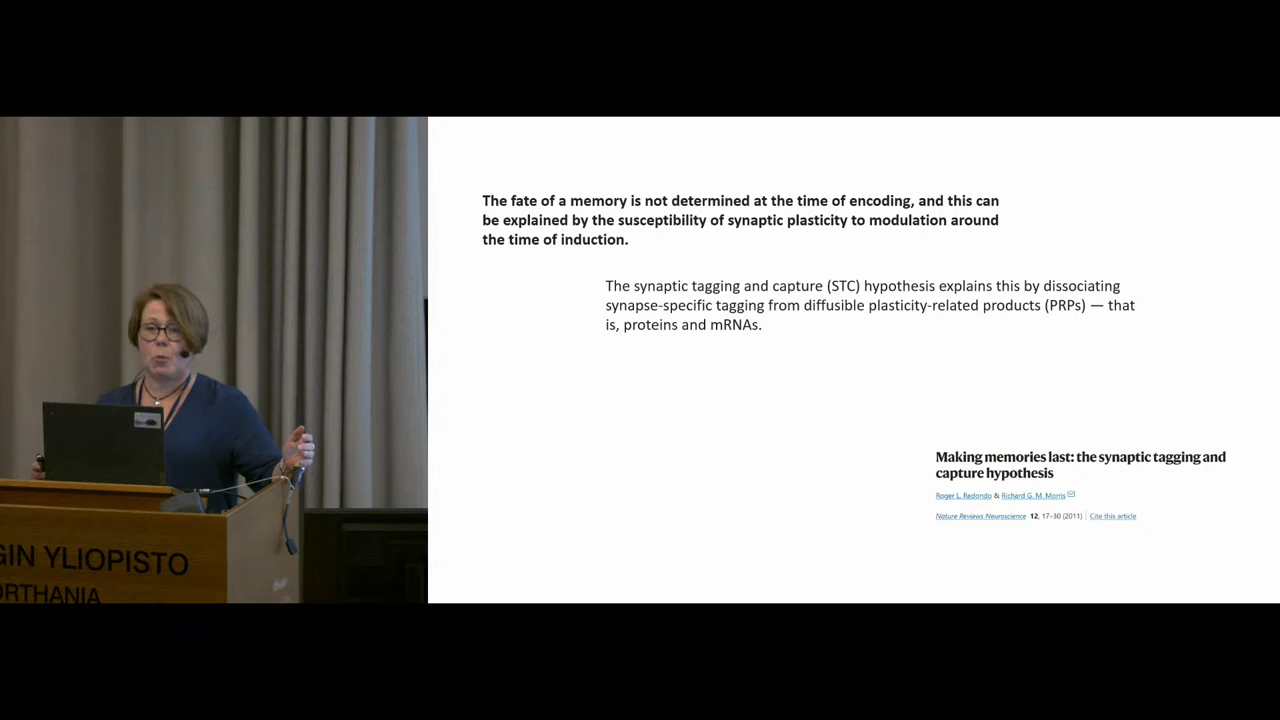 The fate of a memory is not determined at the time of encoding, and this can
be explained by the susceptibility of synaptic plasticity to modulation around
the time of induction.
The synaptic tagging and capture (STC) hypothesis explains this by dissociating
synapse-specific tagging from diffusible plasticity-related products (PRPs) — that
is, proteins and mRNAs.
Making memories last: the synaptic tagging and
capture hypothesis
Roger L. Redondo & Richard G. M. Morris
Nature Reviews Neuroscience 12, 17–30 (2011) | Cite this article
GIN YLIOPISTO
ORTHANIA